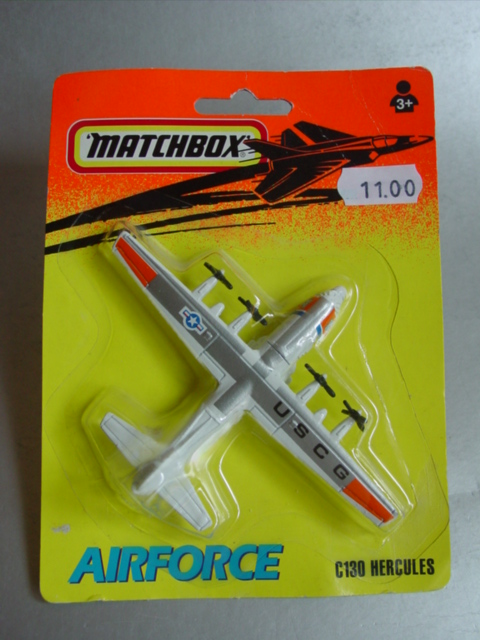 3+
MATCHBOX
11.00
USCG
AIRFORCE
C130 HERCULES